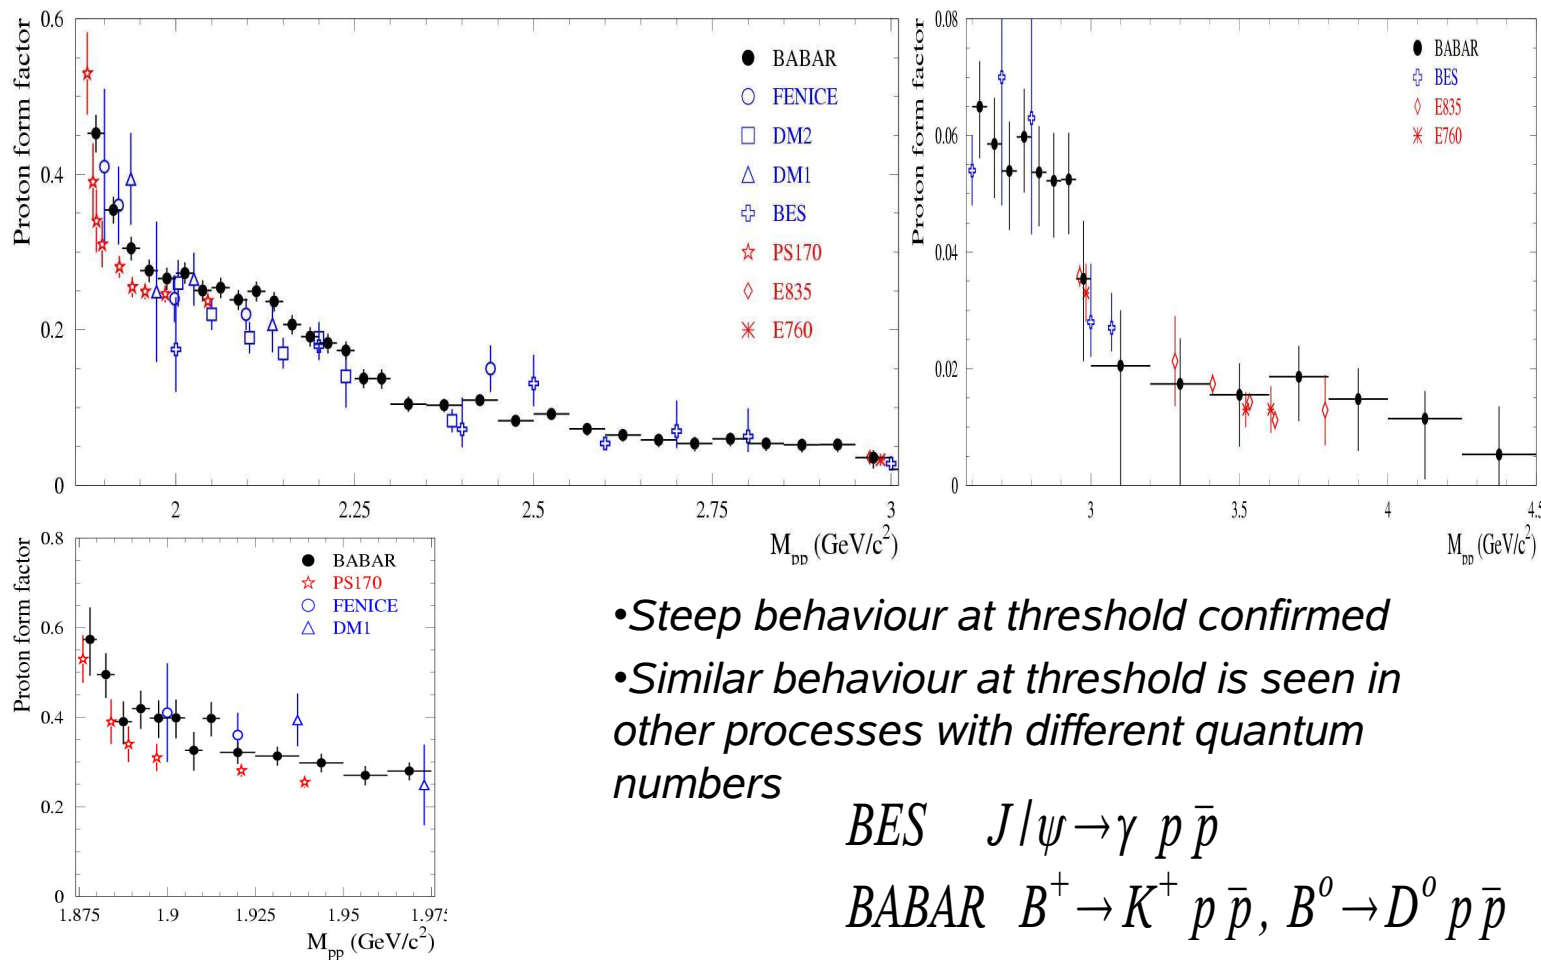 Proton form factor
0.6
0.4
0.2
0
BABAR
FENICE
DM2
DM1
BES
PS170
E835
E760
2
2.25
2.5
2.75
3
M_pp (GeV/c²)
Proton form factor
0.08
0.06
0.04
0.02
0
BABAR
BES
E835
E760
3
3.5
4
4.5
M_pp (GeV/c²)
Proton form factor
0.8
0.6
0.4
0.2
0
BABAR
PS170
FENICE
DM1
1.875
1.9
1.925
1.95
1.975
M_pp (GeV/c²)
•Steep behaviour at threshold confirmed
•Similar behaviour at threshold is seen in
other processes with different quantum
numbers
BES J/ψ→γ p p̄
BABAR B⁺→K⁺ p p̄, B⁰→D⁰ p p̄